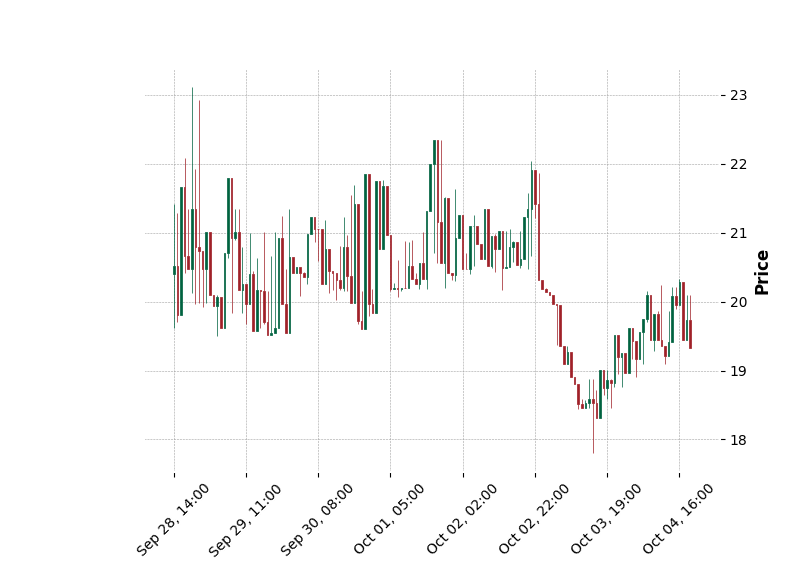 23
22
21
20
19
18
Price
Sep 28, 14:00
Sep 29, 11:00
Sep 30, 08:00
Oct 01, 05:00
Oct 02, 02:00
Oct 02, 22:00
Oct 03, 19:00
Oct 04, 16:00